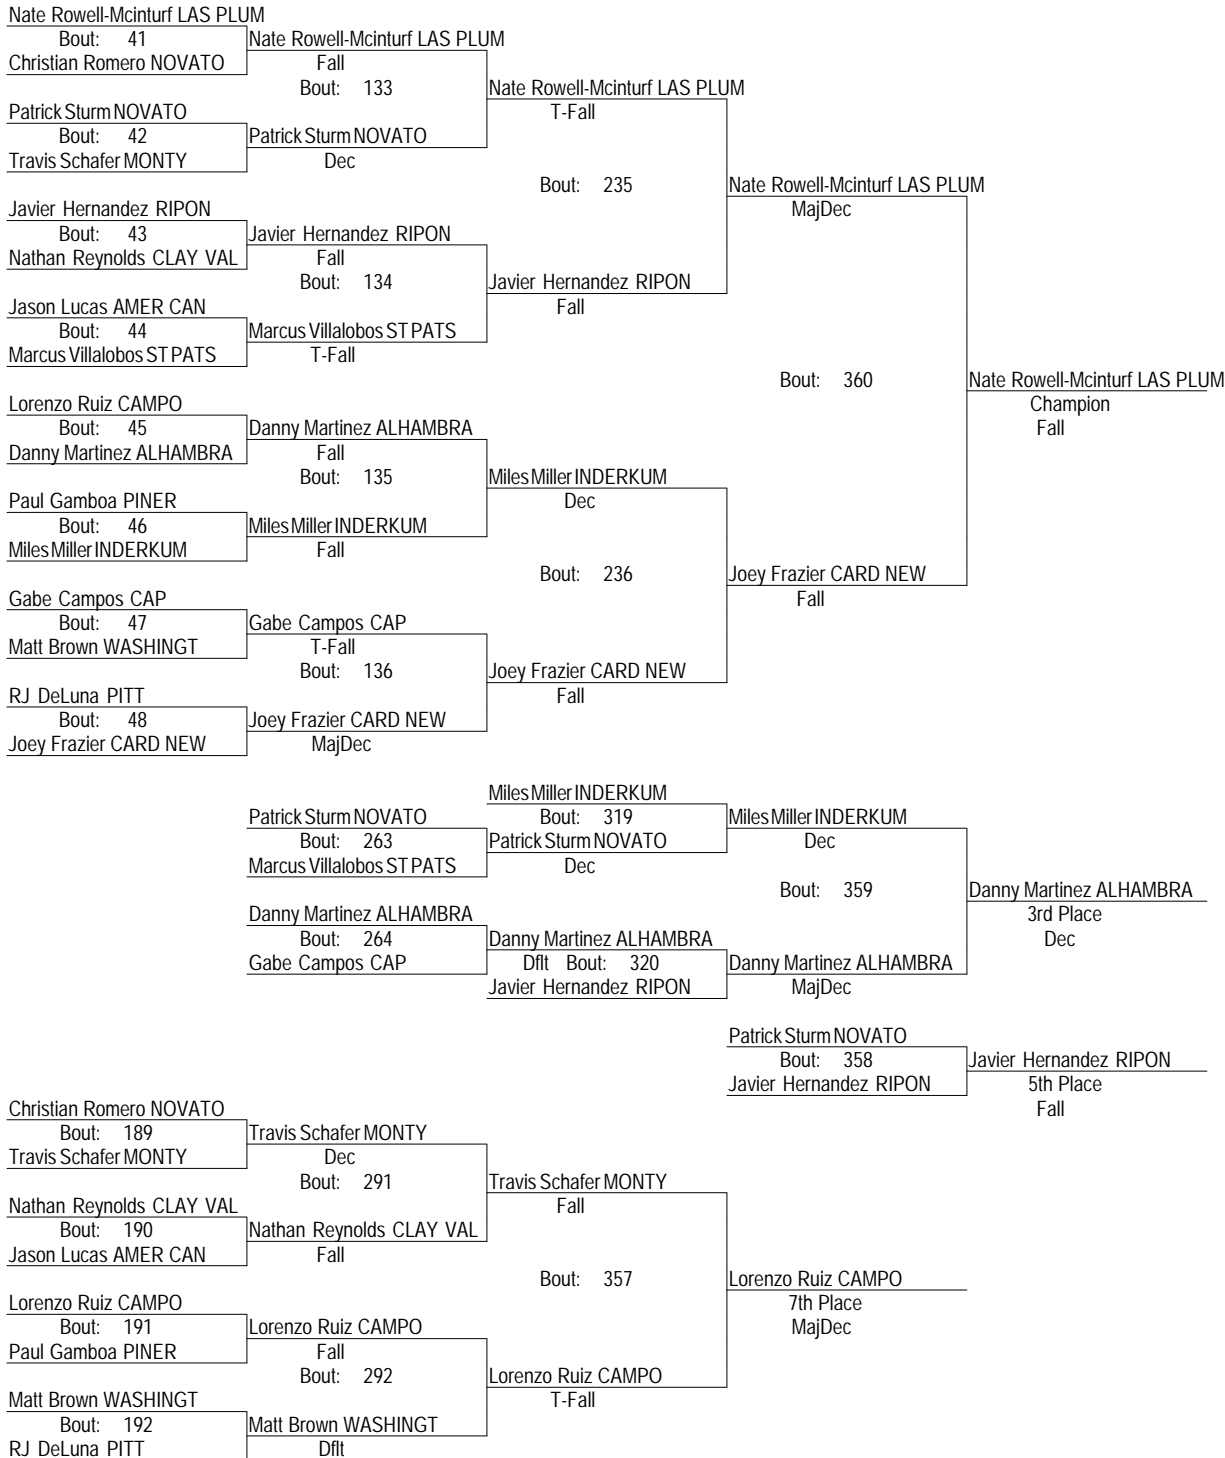 Nate Rowell-Mcinturf LAS PLUM
Bout: 41 Nate Rowell-Mcinturf LAS PLUM
Christian Romero NOVATO Fall
Bout: 133 Nate Rowell-Mcinturf LAS PLUM
Patrick Sturm NOVATO T-Fall
Bout: 42 Patrick Sturm NOVATO
Travis Schafer MONTY Dec
Bout: 235 Nate Rowell-Mcinturf LAS PLUM
Javier Hernandez RIPON MajDec
Bout: 43 Javier Hernandez RIPON
Nathan Reynolds CLAY VAL Fall
Bout: 134 Javier Hernandez RIPON
Jason Lucas AMER CAN Fall
Bout: 44 Marcus Villalobos ST PATS
Marcus Villalobos ST PATS T-Fall
Bout: 360 Nate Rowell-Mcinturf LAS PLUM
Lorenzo Ruiz CAMPO Champion
Bout: 45 Danny Martinez ALHAMBRA Fall
Danny Martinez ALHAMBRA Fall
Bout: 135 Miles Miller INDERKUM
Paul Gamboa PINER Dec
Bout: 46 Miles Miller INDERKUM
Miles Miller INDERKUM Fall
Bout: 236 Joey Frazier CARD NEW
Gabe Campos CAP Fall
Bout: 47 Gabe Campos CAP
Matt Brown WASHINGT T-Fall
Bout: 136 Joey Frazier CARD NEW
RJ DeLuna PITT Fall
Bout: 48 Joey Frazier CARD NEW
Joey Frazier CARD NEW MajDec
Miles Miller INDERKUM
Patrick Sturm NOVATO Bout: 319 Miles Miller INDERKUM
Bout: 263 Patrick Sturm NOVATO Dec
Marcus Villalobos ST PATS Dec
Bout: 359 Danny Martinez ALHAMBRA
Danny Martinez ALHAMBRA 3rd Place
Bout: 264 Danny Martinez ALHAMBRA Dec
Gabe Campos CAP Dflt Bout: 320 Danny Martinez ALHAMBRA
Javier Hernandez RIPON MajDec
Patrick Sturm NOVATO
Bout: 358 Javier Hernandez RIPON
Javier Hernandez RIPON 5th Place
Christian Romero NOVATO Fall
Bout: 189 Travis Schafer MONTY
Travis Schafer MONTY Dec
Bout: 291 Travis Schafer MONTY
Nathan Reynolds CLAY VAL Fall
Bout: 190 Nathan Reynolds CLAY VAL
Jason Lucas AMER CAN Fall
Bout: 357 Lorenzo Ruiz CAMPO
Lorenzo Ruiz CAMPO 7th Place
Bout: 191 Lorenzo Ruiz CAMPO MajDec
Paul Gamboa PINER Fall
Bout: 292 Lorenzo Ruiz CAMPO
Matt Brown WASHINGT T-Fall
Bout: 192 Matt Brown WASHINGT
RJ DeLuna PITT Dflt